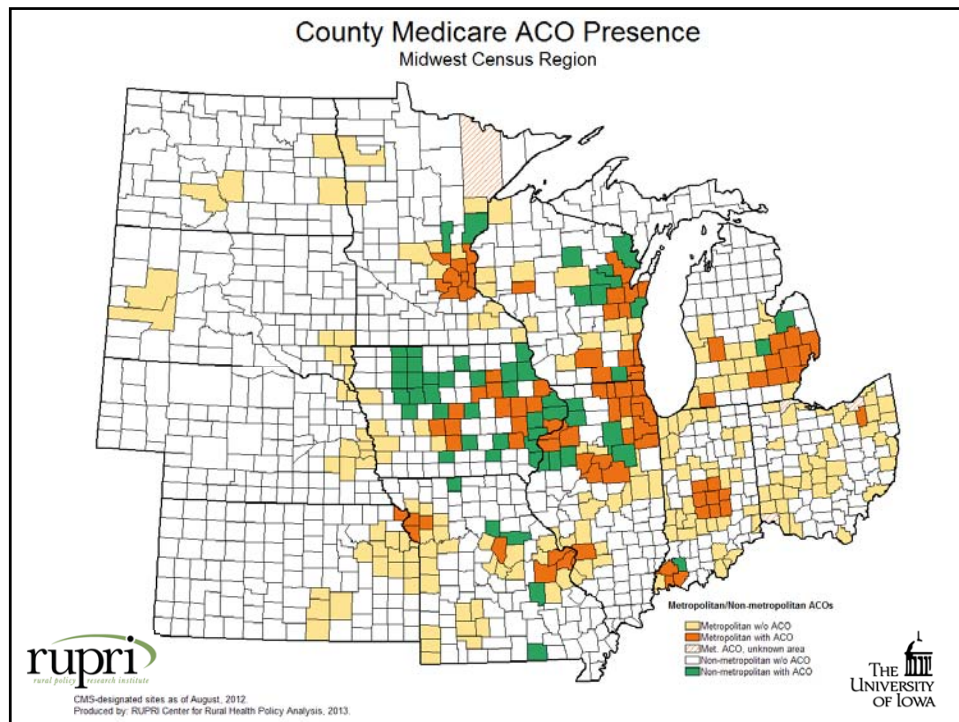 County Medicare ACO Presence
Midwest Census Region
Metropolitan/Non-metropolitan ACOs
Metropolitan w/o ACO
Metropolitan with ACO
Met. ACO, unknown area
Non-metropolitan w/o ACO
Non-metropolitan with ACO
rupri
rural policy research institute
CMS-designated sites as of August, 2012.
Produced by: RUPRI Center for Rural Health Policy Analysis, 2013.
THE
UNIVERSITY
OF IOWA